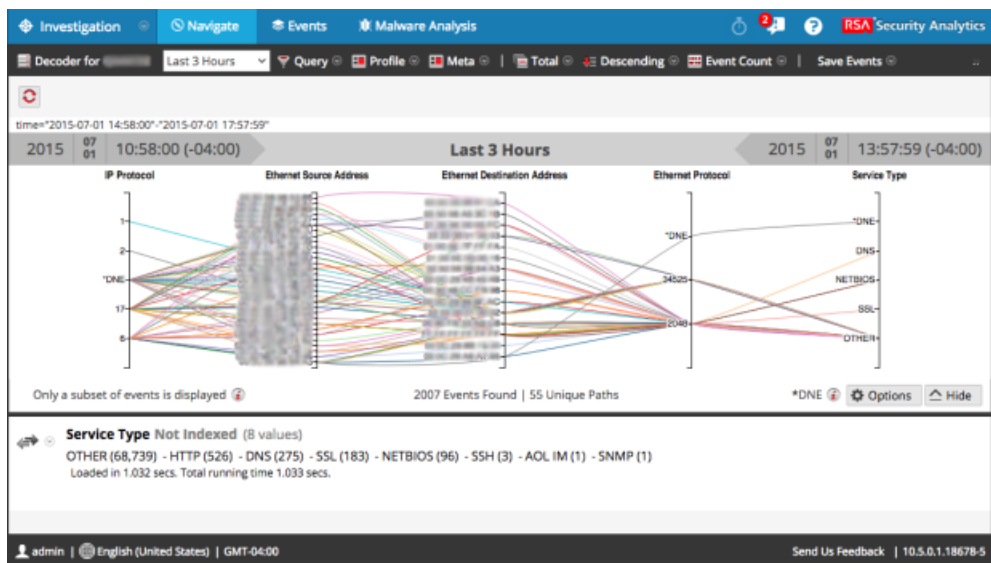 Investigation Navigate Events Malware Analysis 2 ? RSA Security Analytics
Decoder for Last 3 Hours Query Profile Meta | Total Descending Event Count | Save Events
time="2015-07-01 14:58:00"-"2015-07-01 17:57:59"
2015 07 01 10:58:00 (-04:00) Last 3 Hours 2015 07 01 13:57:59 (-04:00)
IP Protocol Ethernet Source Address Ethernet Destination Address Ethernet Protocol Service Type
1
2
*DNE
17
6
*DNE
34525
2048
*DNE
DNS
NETBIOS
SSL
OTHER
Only a subset of events is displayed 2007 Events Found | 55 Unique Paths *DNE Options Hide
Service Type Not Indexed (8 values)
OTHER (68,739) - HTTP (526) - DNS (275) - SSL (183) - NETBIOS (96) - SSH (3) - AOL IM (1) - SNMP (1)
Loaded in 1.032 secs. Total running time 1.033 secs.
admin | English (United States) | GMT-04:00 Send Us Feedback | 10.5.0.1.18678-5